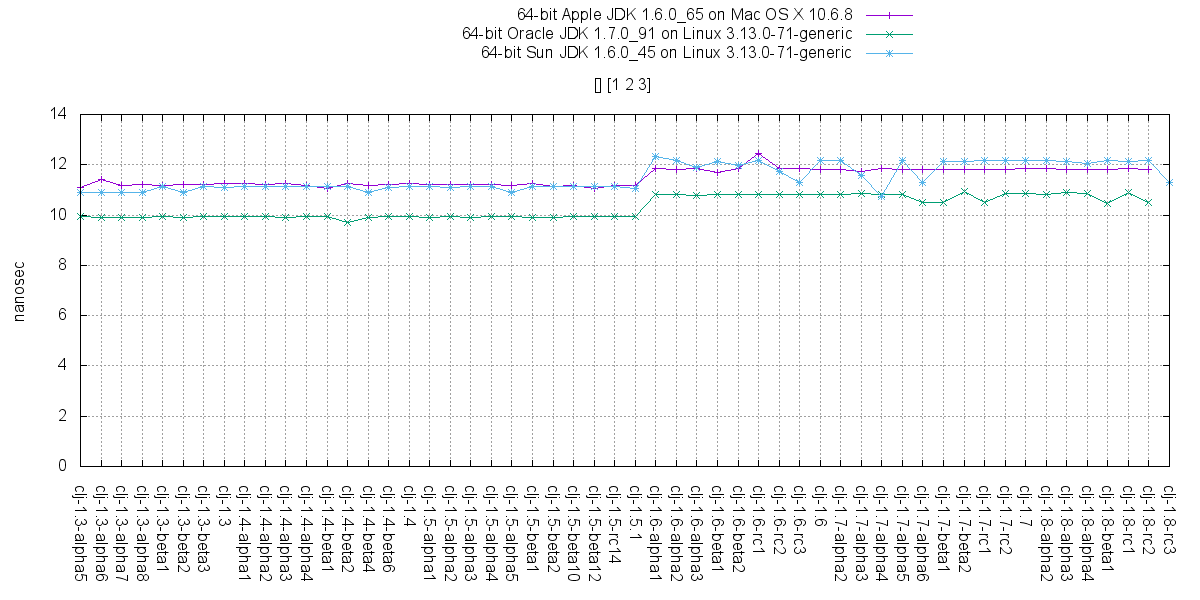 64-bit Apple JDK 1.6.0_65 on Mac OS X 10.6.8
64-bit Oracle JDK 1.7.0_91 on Linux 3.13.0-71-generic
64-bit Sun JDK 1.6.0_45 on Linux 3.13.0-71-generic
[] [1 2 3]
14
12
10
8
6
4
2
0
nanosec
clj-1.3-alpha5
clj-1.3-alpha6
clj-1.3-alpha7
clj-1.3-alpha8
clj-1.3-beta1
clj-1.3-beta2
clj-1.3-beta3
clj-1.3
clj-1.4-alpha1
clj-1.4-alpha2
clj-1.4-alpha3
clj-1.4-alpha4
clj-1.4-beta1
clj-1.4-beta2
clj-1.4-beta4
clj-1.4-beta6
clj-1.4
clj-1.5-alpha1
clj-1.5-alpha2
clj-1.5-alpha3
clj-1.5-alpha4
clj-1.5-alpha5
clj-1.5-beta1
clj-1.5-beta2
clj-1.5-beta10
clj-1.5-beta12
clj-1.5-rc14
clj-1.5.1
clj-1.6-alpha1
clj-1.6-alpha2
clj-1.6-alpha3
clj-1.6-beta1
clj-1.6-beta2
clj-1.6-rc1
clj-1.6-rc2
clj-1.6-rc3
clj-1.6
clj-1.7-alpha2
clj-1.7-alpha3
clj-1.7-alpha4
clj-1.7-alpha5
clj-1.7-alpha6
clj-1.7-beta1
clj-1.7-beta2
clj-1.7-rc1
clj-1.7-rc2
clj-1.7
clj-1.8-alpha2
clj-1.8-alpha3
clj-1.8-alpha4
clj-1.8-beta1
clj-1.8-rc1
clj-1.8-rc2
clj-1.8-rc3